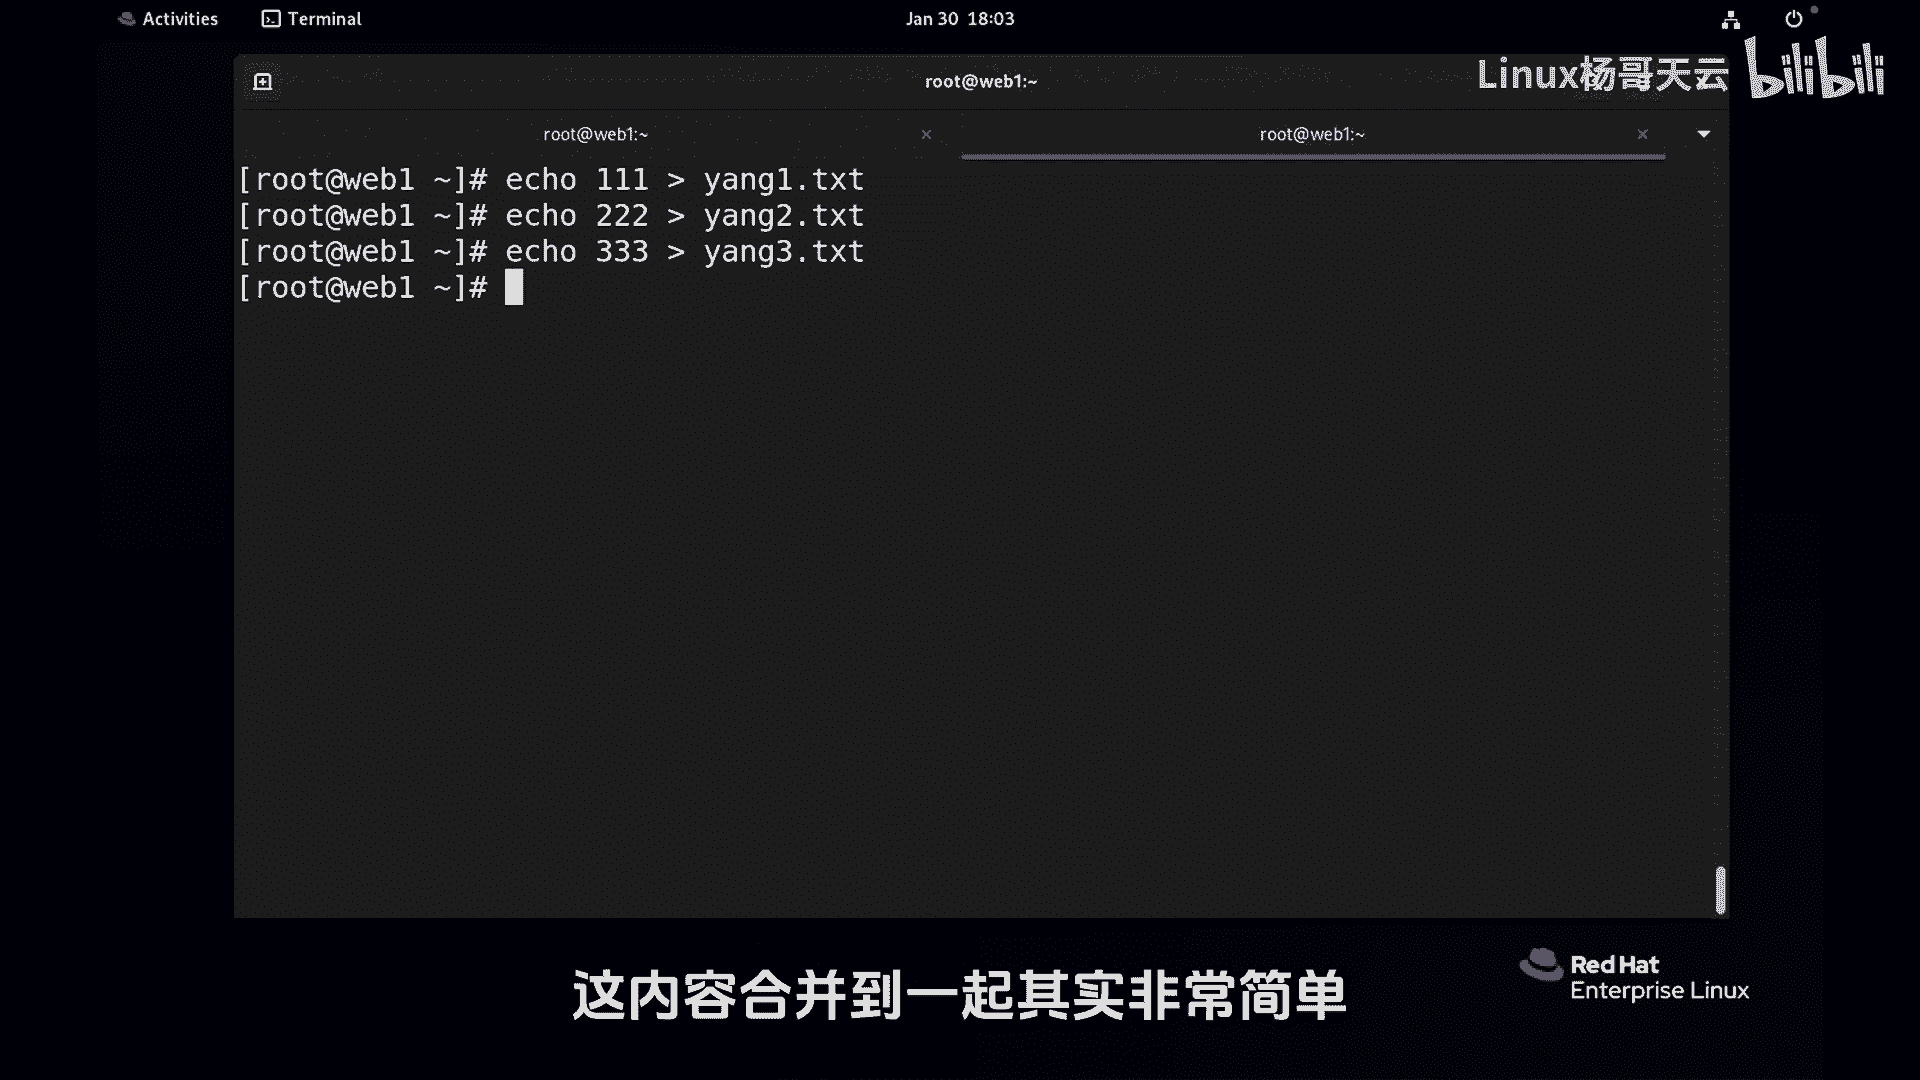 Activities
Terminal
Jan 30 18:03
root@web1:~
Linux杨哥天云
bilibili
root@web1:~
root@web1:~
[root@web1 ~]# echo 111 > yang1.txt
[root@web1 ~]# echo 222 > yang2.txt
[root@web1 ~]# echo 333 > yang3.txt
[root@web1 ~]#
Red Hat
Enterprise Linux
这内容合并到一起其实非常简单